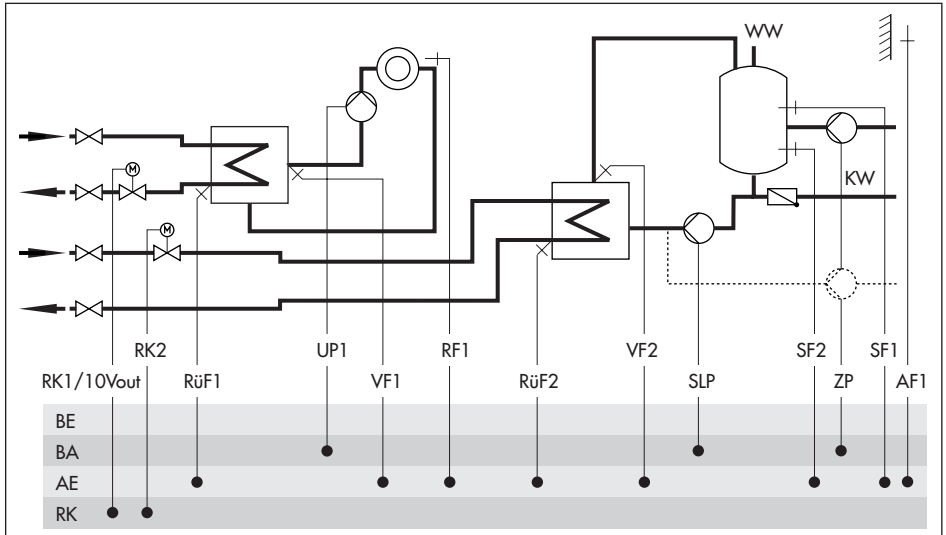 WW
M
KW
M
RK2 UP1 RF1 VF2 SF2 SF1
RK1/10Vout RüF1 VF1 RüF2 SLP ZP AF1
BE
BA
AE
RK